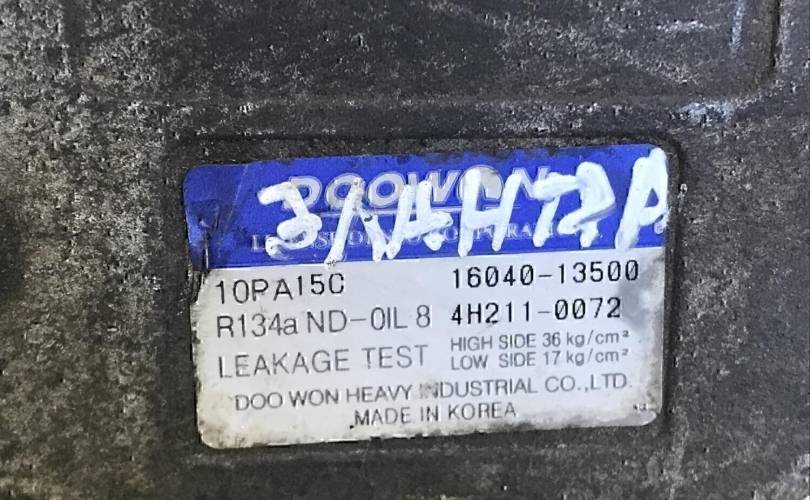 DOOWON
ЭЛАНТРА
10PA15C 16040-13500
R134a ND-OIL 8 4H211-0072
LEAKAGE TEST HIGH SIDE 36 kg/cm²
LOW SIDE 17 kg/cm²
DOO WON HEAVY INDUSTRIAL CO.,LTD.
MADE IN KOREA